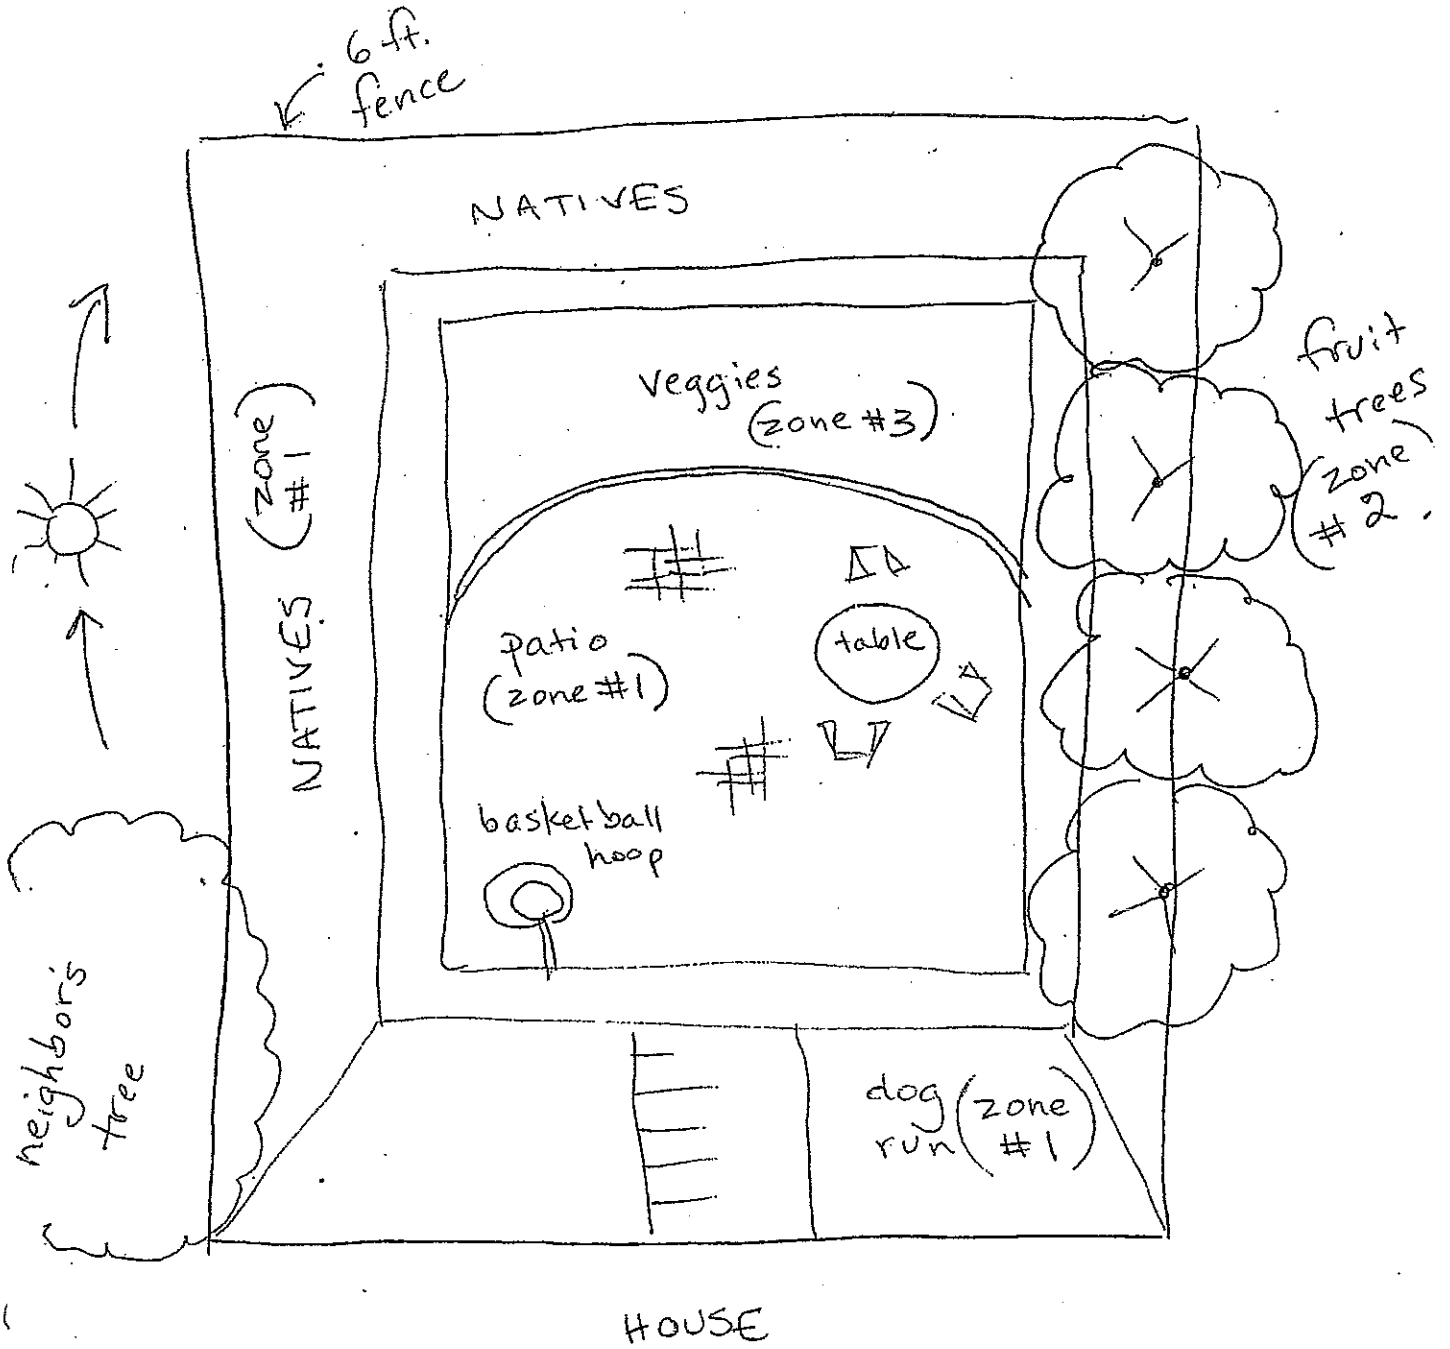 6 ft.
fence
NATIVES
veggies
(zone #3)
fruit
trees
(zone
#2)
(zone
#1)
NATIVES
patio
(zone #1)
table
basketball
hoop
neighbors
tree
dog
run
(zone
#1)
HOUSE